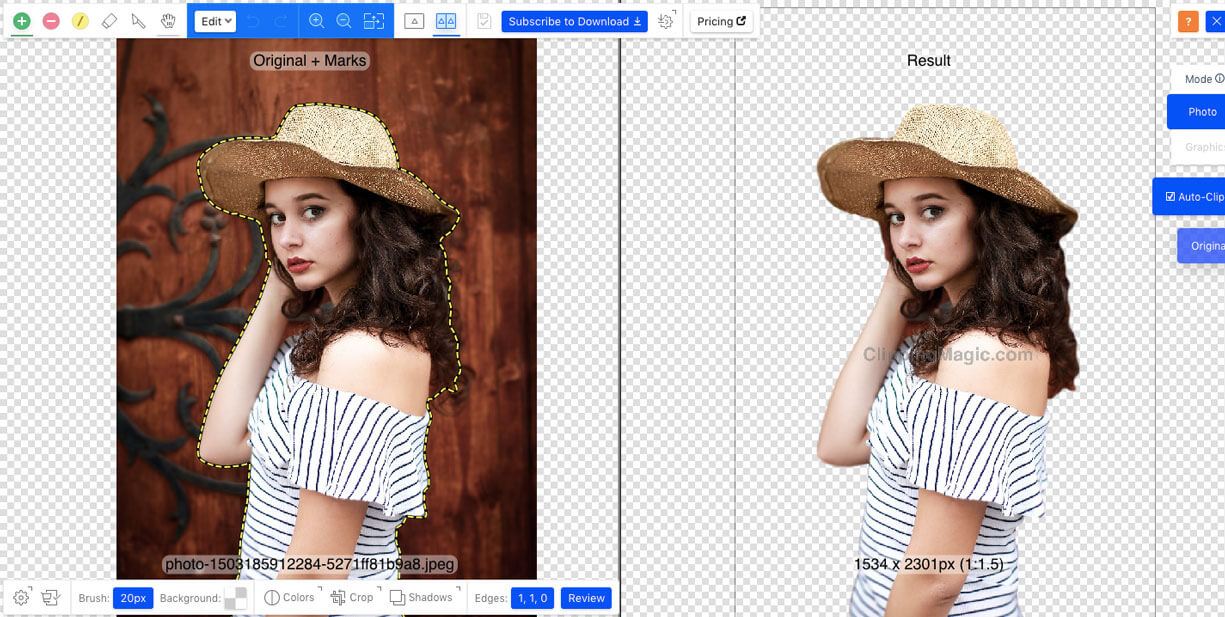 Edit
Subscribe to Download
Pricing
?
Original + Marks
Result
Mode
Photo
Graphics
Auto-Clip
Origina
ClippingMagic.com
photo-1503185912284-5271ff81b9a8.jpeg
1534 x 2301px (1:1.5)
Brush: 20px Background: Colors Crop Shadows Edges: 1, 1, 0 Review